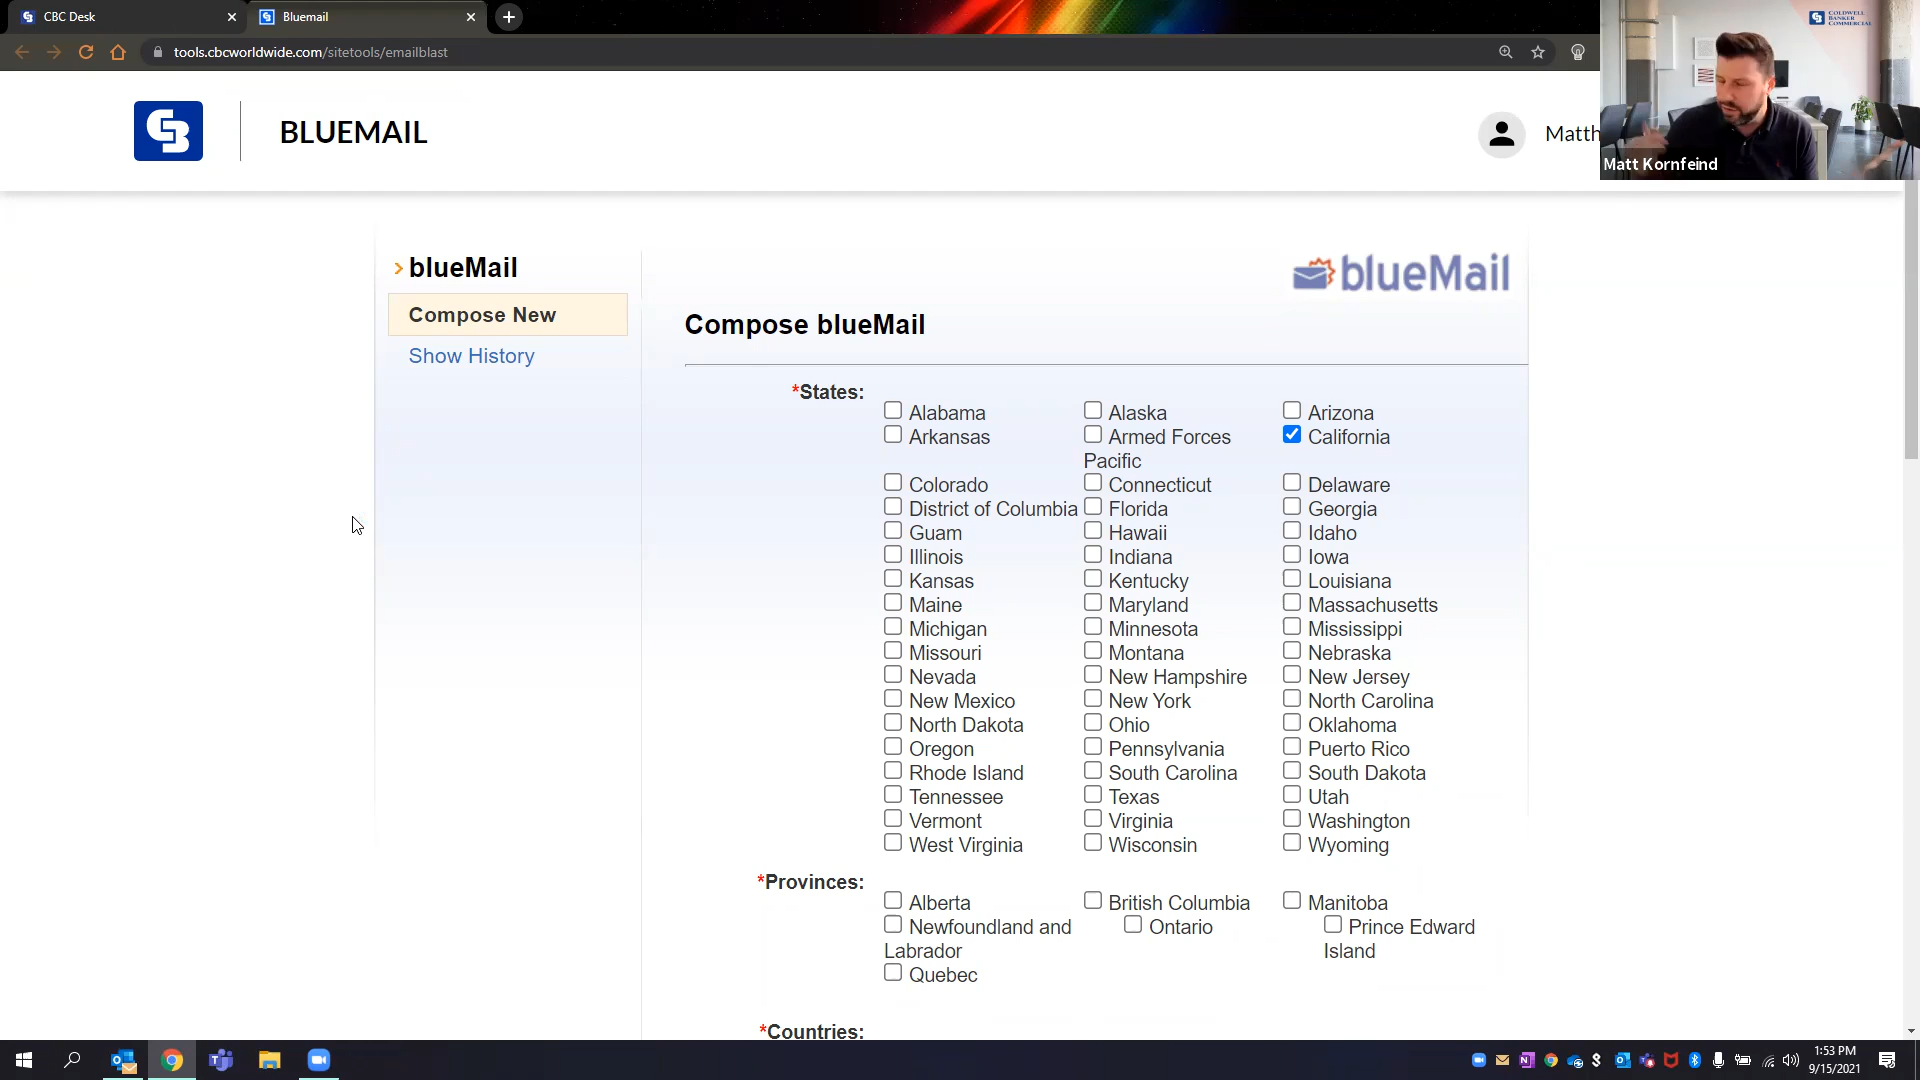 CBC Desk
Bluemail
COLDWELL
BANKER
COMMERCIAL
tools.cbcworldwide.com/sitetools/emailblast
BLUEMAIL
Matth
Matt Kornfeind
blueMail
blueMail
Compose New
Show History
Compose blueMail
*States:
Alabama Alaska Arizona
Arkansas Armed Forces California
Pacific
Colorado Connecticut Delaware
District of Columbia Florida Georgia
Guam Hawaii Idaho
Illinois Indiana Iowa
Kansas Kentucky Louisiana
Maine Maryland Massachusetts
Michigan Minnesota Mississippi
Missouri Montana Nebraska
Nevada New Hampshire New Jersey
New Mexico New York North Carolina
North Dakota Ohio Oklahoma
Oregon Pennsylvania Puerto Rico
Rhode Island South Carolina South Dakota
Tennessee Texas Utah
Vermont Virginia Washington
West Virginia Wisconsin Wyoming
*Provinces:
Alberta British Columbia Manitoba
Newfoundland and Ontario Prince Edward
Labrador Island
Quebec
*Countries:
1:53 PM
9/15/2021